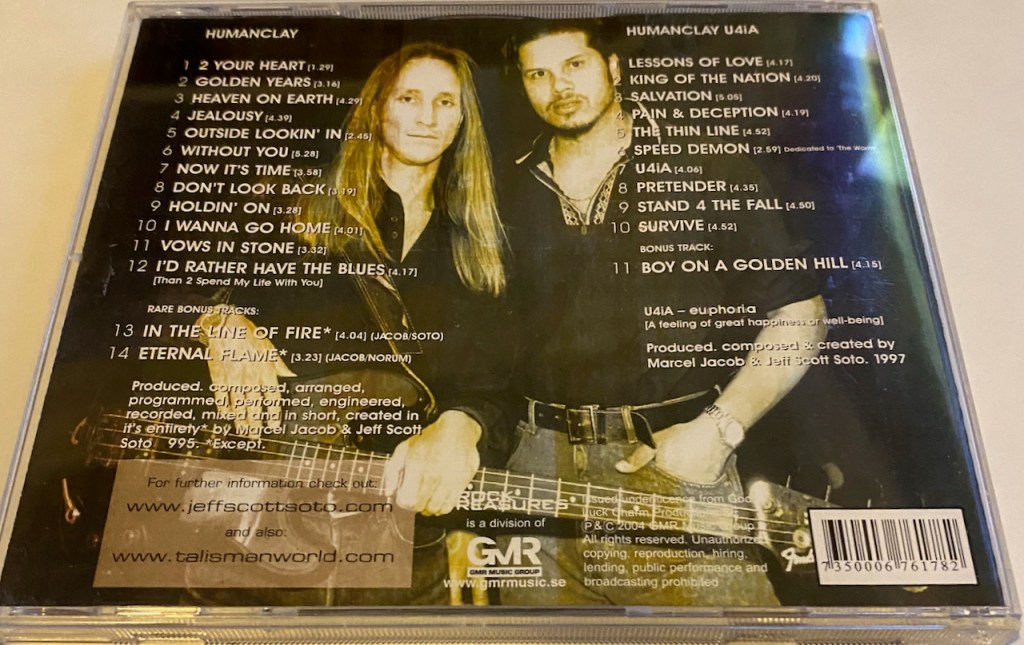 HUMANCLAY
1 2 YOUR HEART [1.29]
2 GOLDEN YEARS [3.16]
3 HEAVEN ON EARTH [4.29]
4 JEALOUSY [4.39]
5 OUTSIDE LOOKIN' IN [2.45]
6 WITHOUT YOU [5.28]
7 NOW IT'S TIME [3.58]
8 DON'T LOOK BACK [3.19]
9 HOLDIN' ON [3.28]
10 I WANNA GO HOME [4.01]
11 VOWS IN STONE [3.32]
12 I'D RATHER HAVE THE BLUES [4.17]
[Than 2 Spend My Life With You]
RARE BONUS TRACKS:
13 IN THE LINE OF FIRE* [4.04] (JACOB/SOTO)
14 ETERNAL FLAME* [3.23] (JACOB/NORUM)
Produced, composed, arranged,
programmed, performed, engineered,
recorded, mixed and in short, created in
it's entirety* by Marcel Jacob & Jeff Scott
Soto 995. *Except.
For further information check out:
www.jeffscottsoto.com
and also:
www.talismanworld.com
HUMANCLAY U4IA
LESSONS OF LOVE [4.17]
2 KING OF THE NATION [4.20]
3 SALVATION [5.05]
4 PAIN & DECEPTION [4.19]
5 THE THIN LINE [4.52]
SPEED DEMON [2.59] Dedicated to 'The
U4iA [4.06]
8 PRETENDER [4.35]
9 STAND 4 THE FALL [4.50]
10 SURVIVE [4.52]
BONUS TRACK:
11 BOY ON A GOLDEN HILL [4.15]
U4iA – euphoria
[A feeling of great happiness or well-being]
Produced, composed & created by
Marcel Jacob & Jeff Scott Soto. 1997
ROCK
TREASURES
is a division of
GMR
GMR MUSIC GROUP
www.gmrmusic.se
Issued under licence from Good
Luck Charm Productions
P & C 2004 GMR Music Group
All rights reserved. Unauthorized
copying, reproduction, hiring,
lending, public performance and
broadcasting prohibited
Fender
7 350006 761782